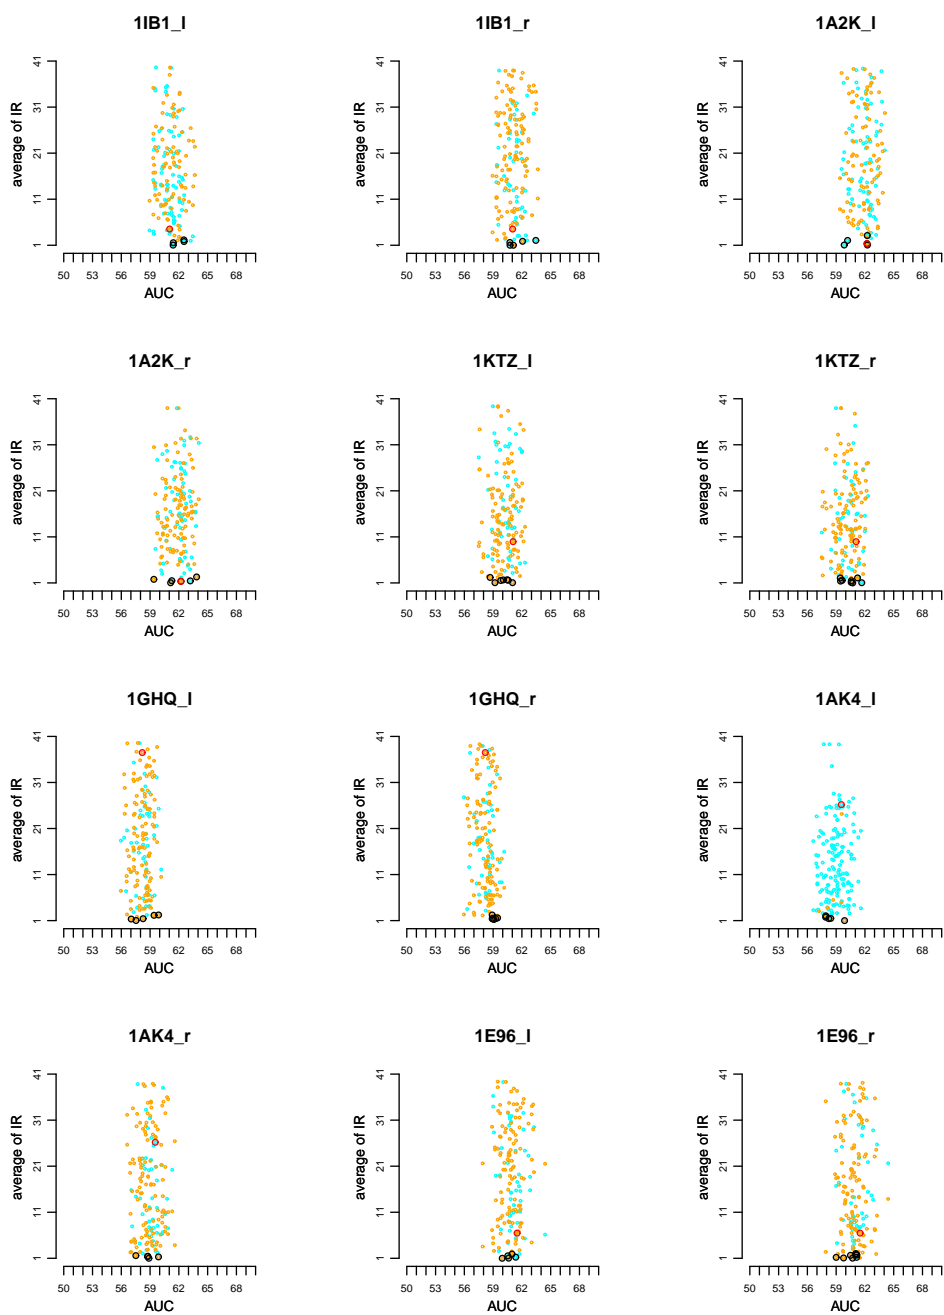 1IB1_l 1IB1_r 1A2K_l
average of IR average of IR average of IR
41 41 41
31 31 31
21 21 21
11 11 11
1 1 1
50 53 56 59 62 65 68 50 53 56 59 62 65 68 50 53 56 59 62 65 68
AUC AUC AUC
1A2K_r 1KTZ_l 1KTZ_r
average of IR average of IR average of IR
41 41 41
31 31 31
21 21 21
11 11 11
1 1 1
50 53 56 59 62 65 68 50 53 56 59 62 65 68 50 53 56 59 62 65 68
AUC AUC AUC
1GHQ_l 1GHQ_r 1AK4_l
average of IR average of IR average of IR
41 41 41
31 31 31
21 21 21
11 11 11
1 1 1
50 53 56 59 62 65 68 50 53 56 59 62 65 68 50 53 56 59 62 65 68
AUC AUC AUC
1AK4_r 1E96_l 1E96_r
average of IR average of IR average of IR
41 41 41
31 31 31
21 21 21
11 11 11
1 1 1
50 53 56 59 62 65 68 50 53 56 59 62 65 68 50 53 56 59 62 65 68
AUC AUC AUC